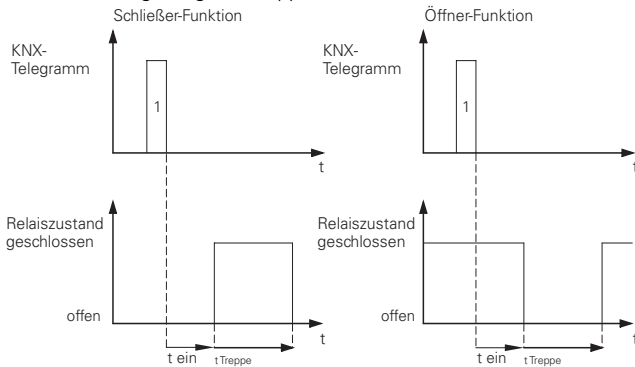 Schließer-Funktion
Öffner-Funktion
KNX-
Telegramm
1
t
KNX-
Telegramm
1
t
Relaiszustand
geschlossen
offen
t
t ein
t Treppe
Relaiszustand
geschlossen
offen
t
t ein
t Treppe